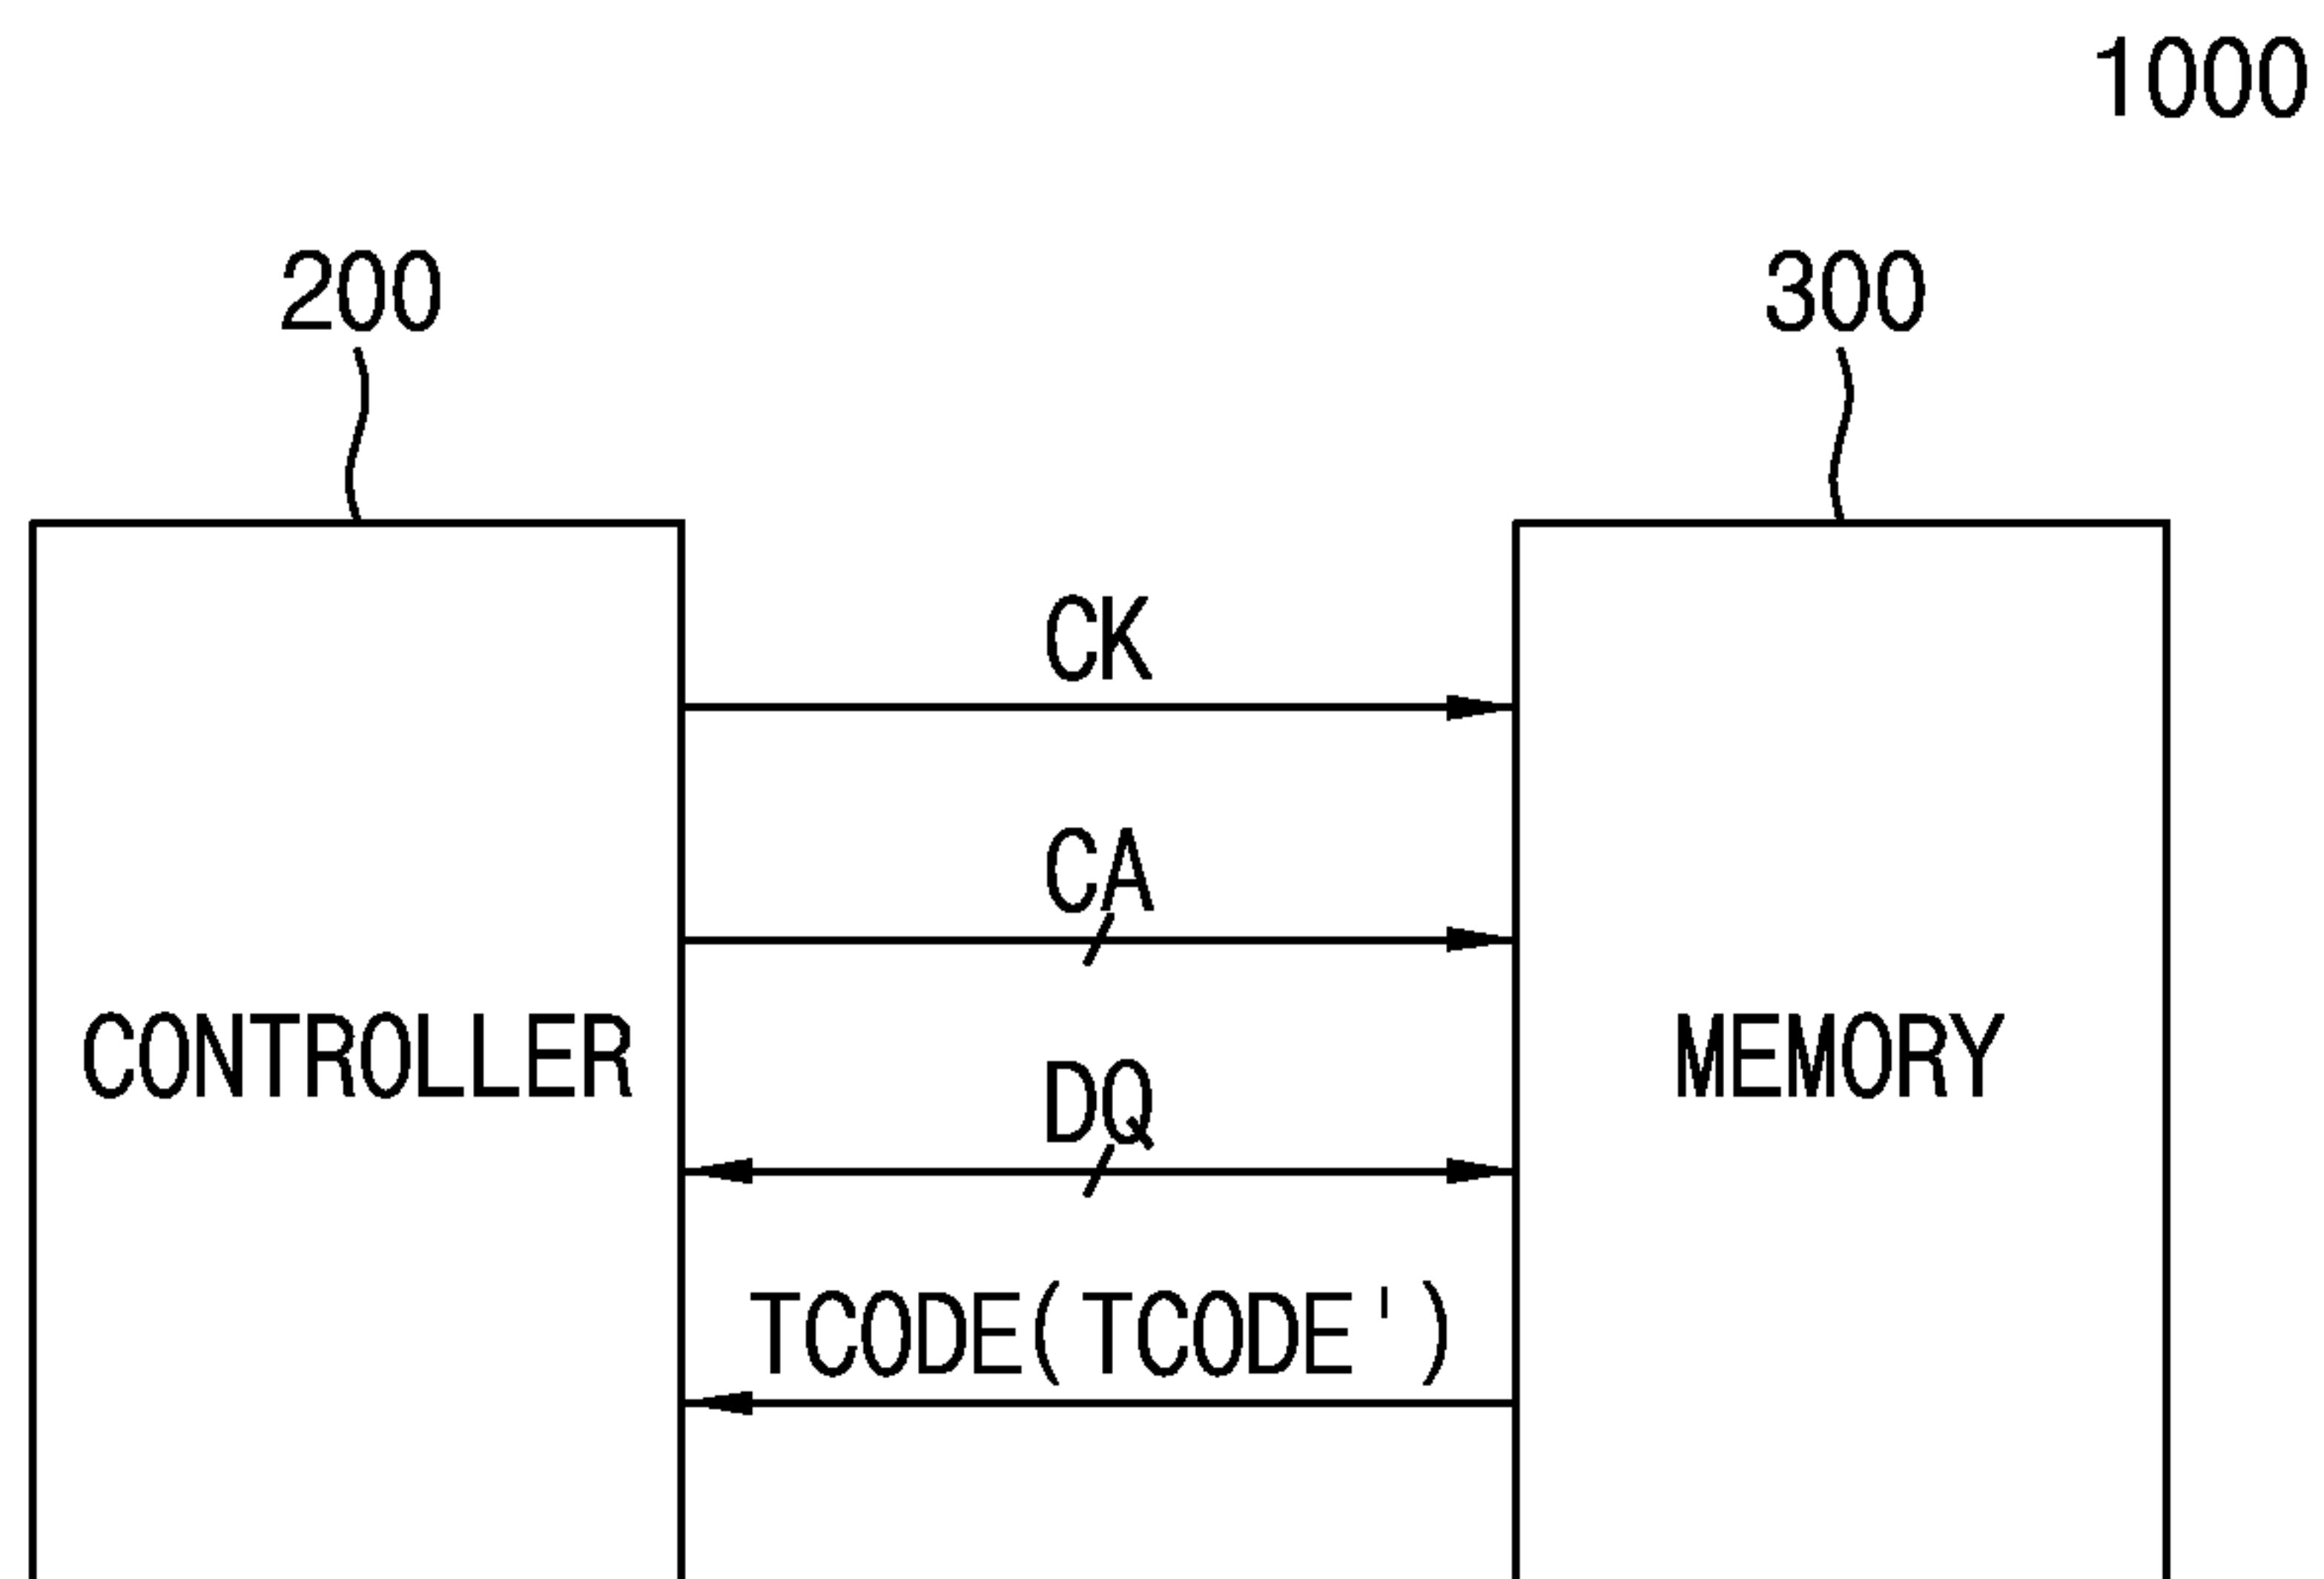 1000
200
300
CK
CA
CONTROLLER
MEMORY
DQ
TCODE(TCODE')